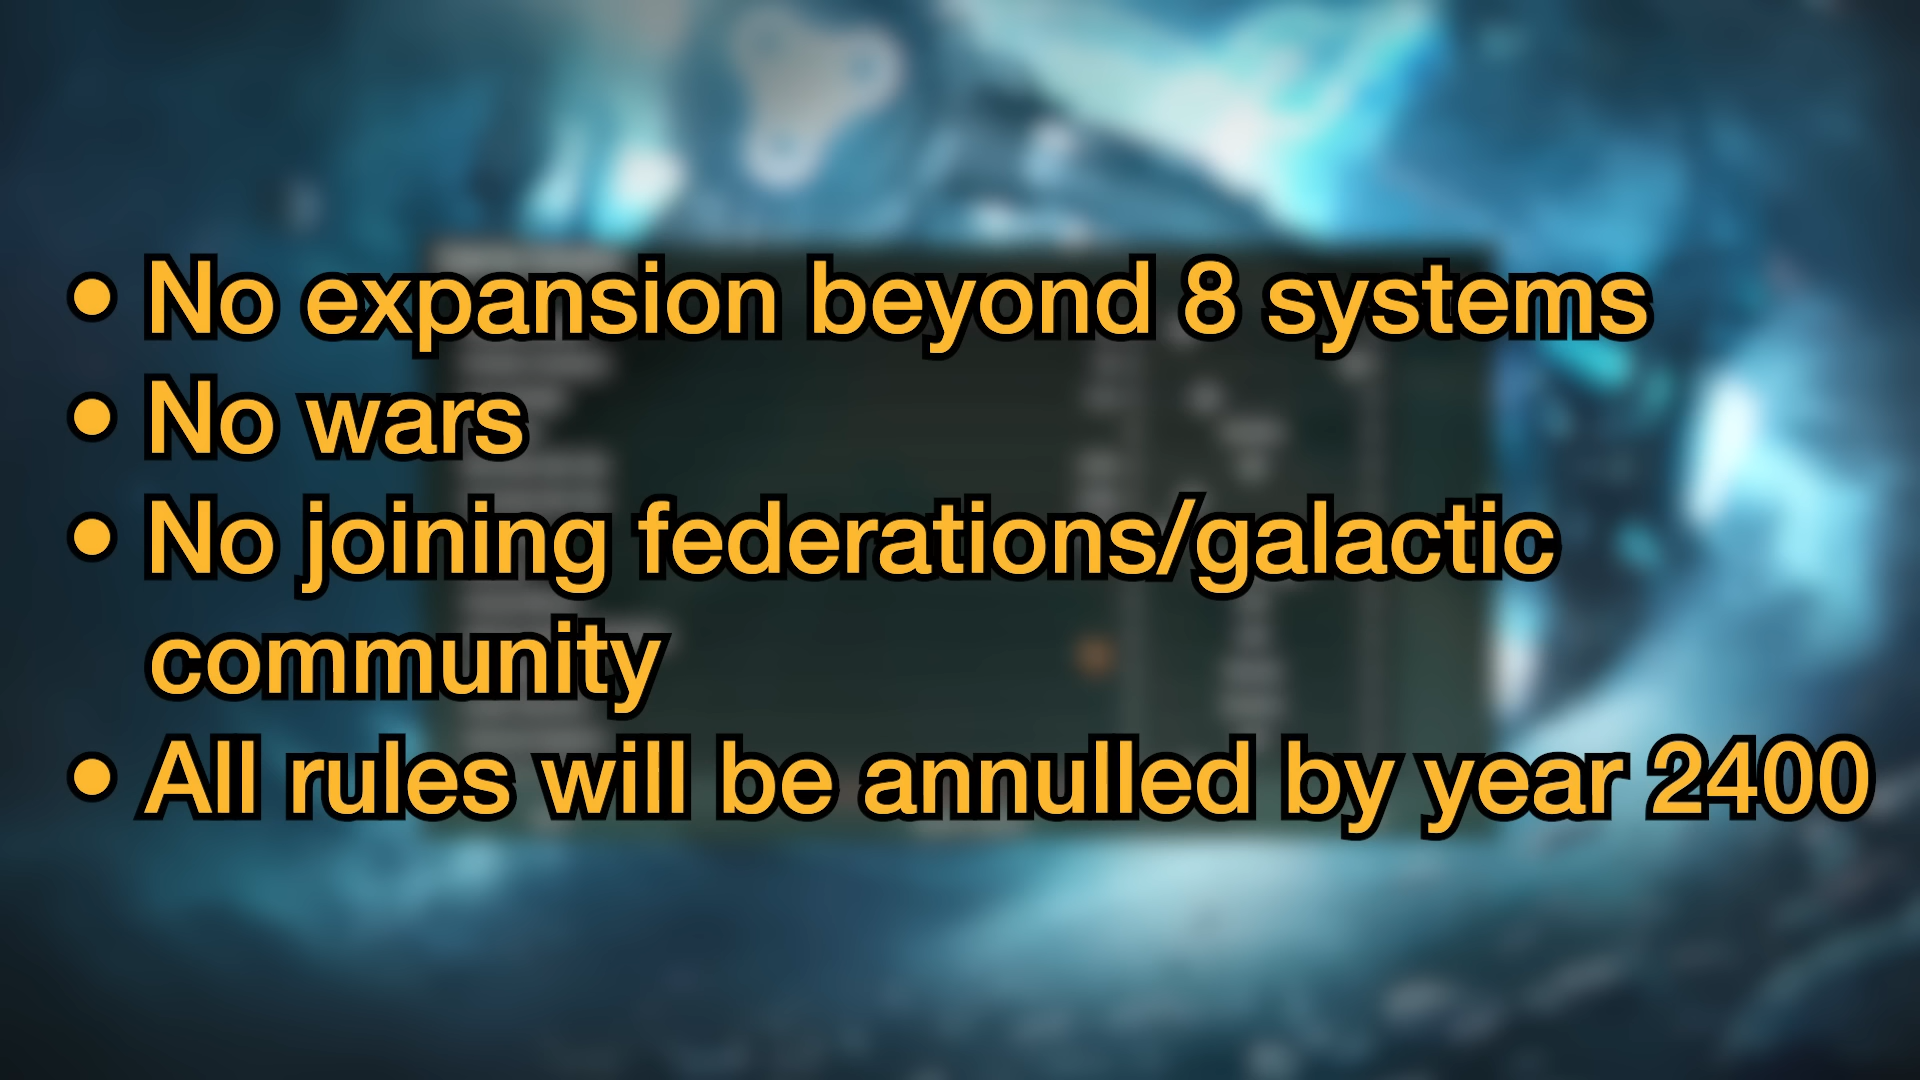 • No expansion beyond 8 systems
• No wars
• No joining federations/galactic
community
• All rules will be annulled by year 2400